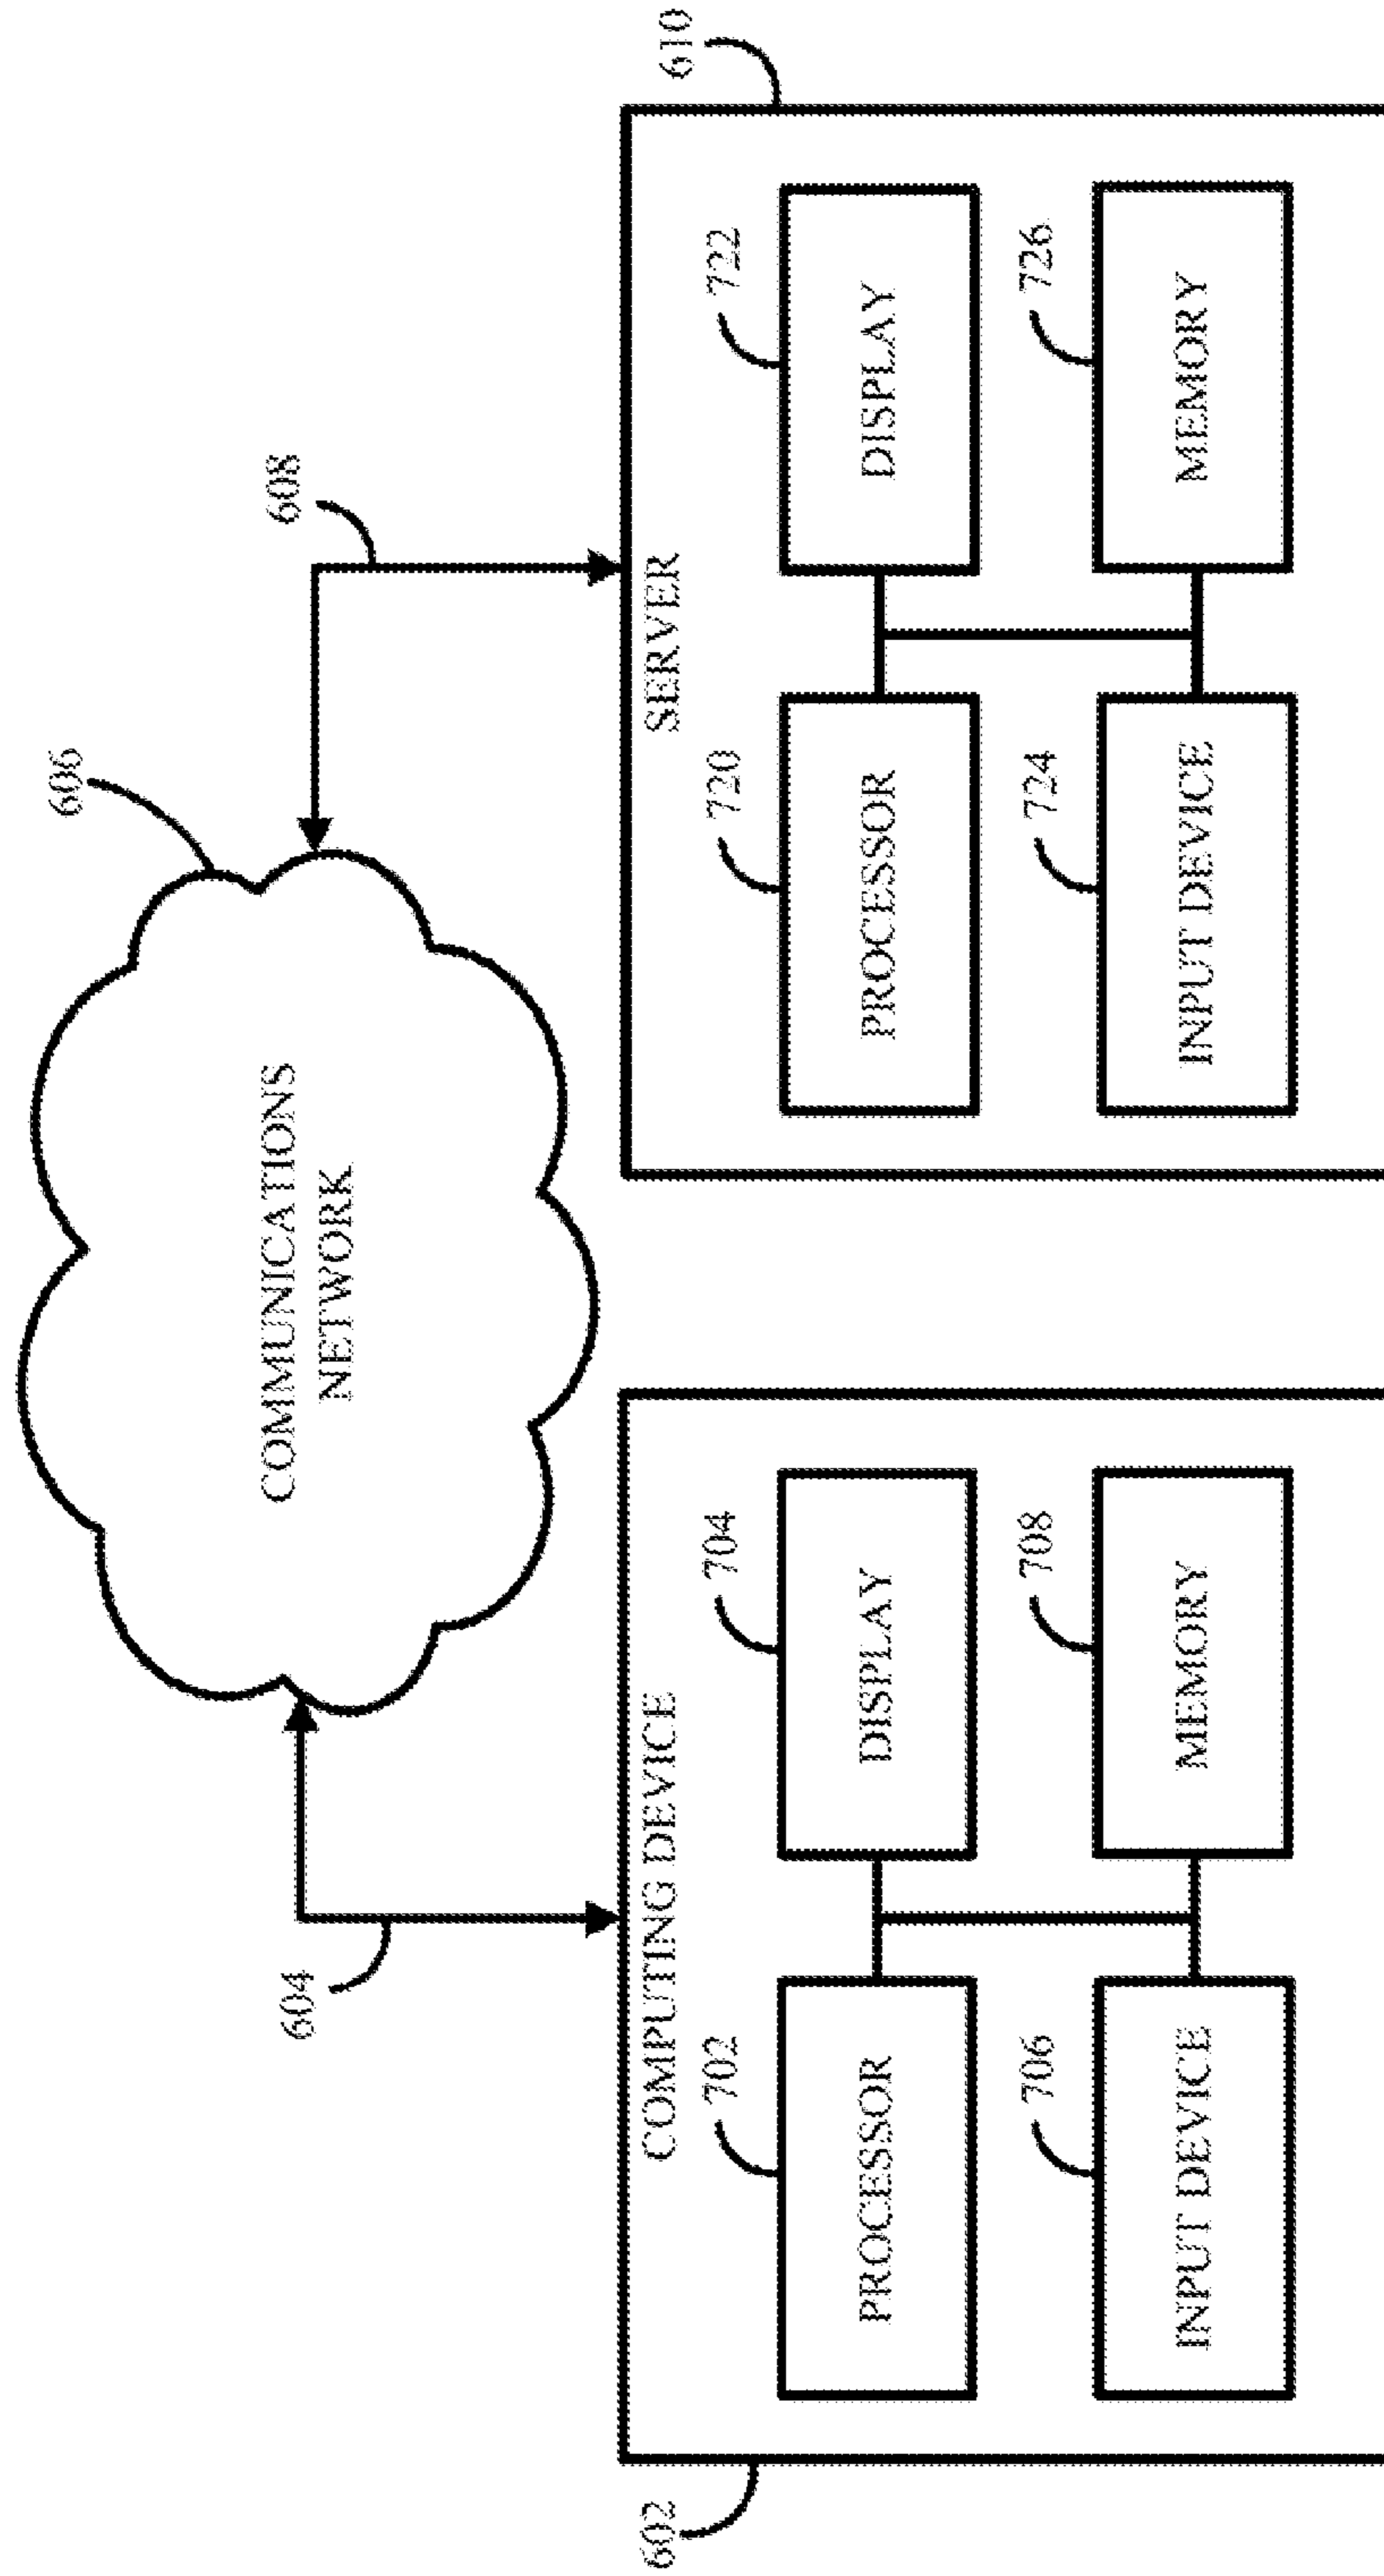 606
COMMUNICATIONS
NETWORK
604
608
602
COMPUTING DEVICE
702
PROCESSOR
704
DISPLAY
706
INPUT DEVICE
708
MEMORY
610
SERVER
720
PROCESSOR
722
DISPLAY
724
INPUT DEVICE
726
MEMORY